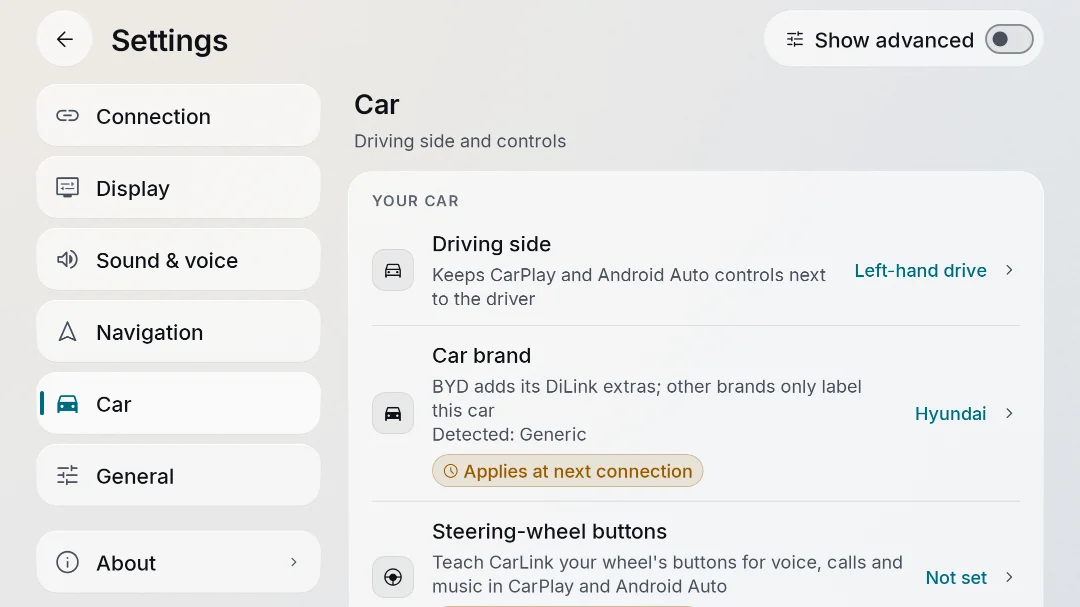 Settings
Show advanced
Connection
Display
Sound & voice
Navigation
Car
General
About
Car
Driving side and controls
YOUR CAR
Driving side
Keeps CarPlay and Android Auto controls next
to the driver
Left-hand drive
Car brand
BYD adds its DiLink extras; other brands only label
this car
Detected: Generic
Hyundai
Applies at next connection
Steering-wheel buttons
Teach CarLink your wheel's buttons for voice, calls and
music in CarPlay and Android Auto
Not set